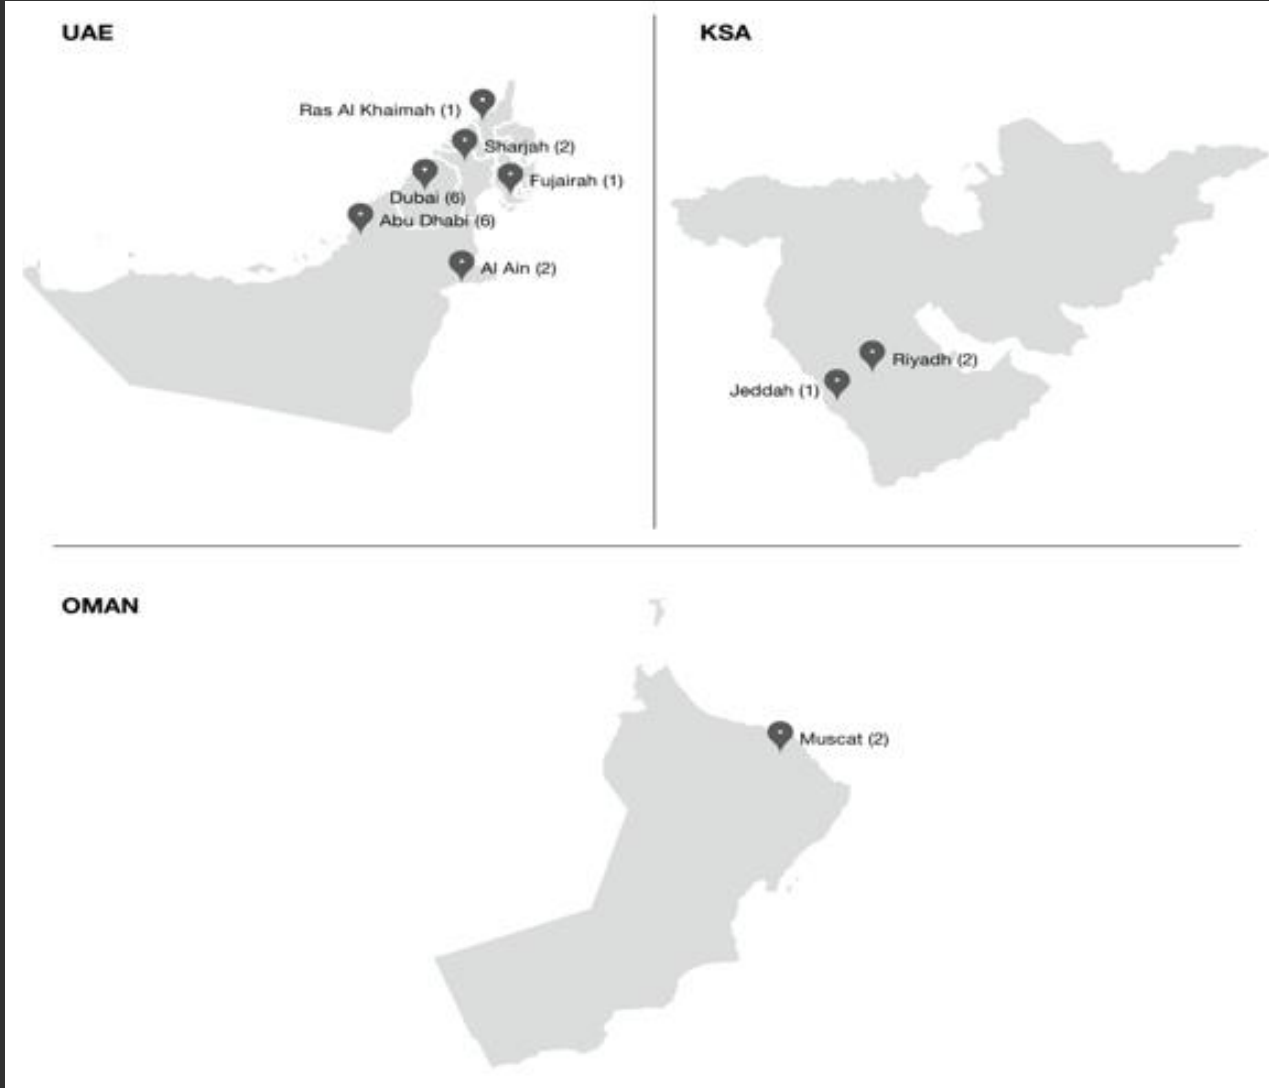 UAE
Ras Al Khaimah (1)
Sharjah (2)
Fujairah (1)
Dubai (6)
Abu Dhabi (6)
Al Ain (2)
KSA
Riyadh (2)
Jeddah (1)
OMAN
Muscat (2)